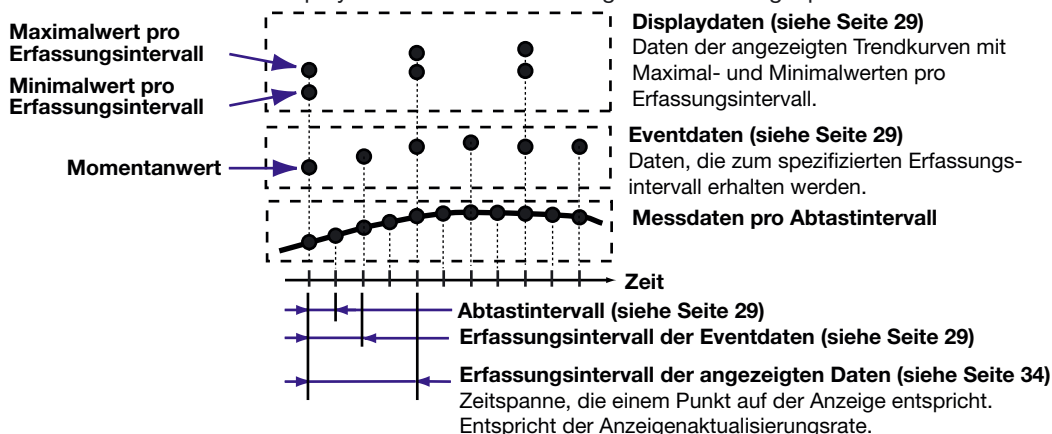 Maximalwert pro
Erfassungsintervall
Minimalwert pro
Erfassungsintervall
Displaydaten (siehe Seite 29)
Daten der angezeigten Trendkurven mit
Maximal- und Minimalwerten pro
Erfassungsintervall.
Momentanwert
Eventdaten (siehe Seite 29)
Daten, die zum spezifizierten Erfassungs-
intervall erhalten werden.
Messdaten pro Abtastintervall
Zeit
Abtastintervall (siehe Seite 29)
Erfassungsintervall der Eventdaten (siehe Seite 29)
Erfassungsintervall der angezeigten Daten (siehe Seite 34)
Zeitspanne, die einem Punkt auf der Anzeige entspricht.
Entspricht der Anzeigenaktualisierungsrate.